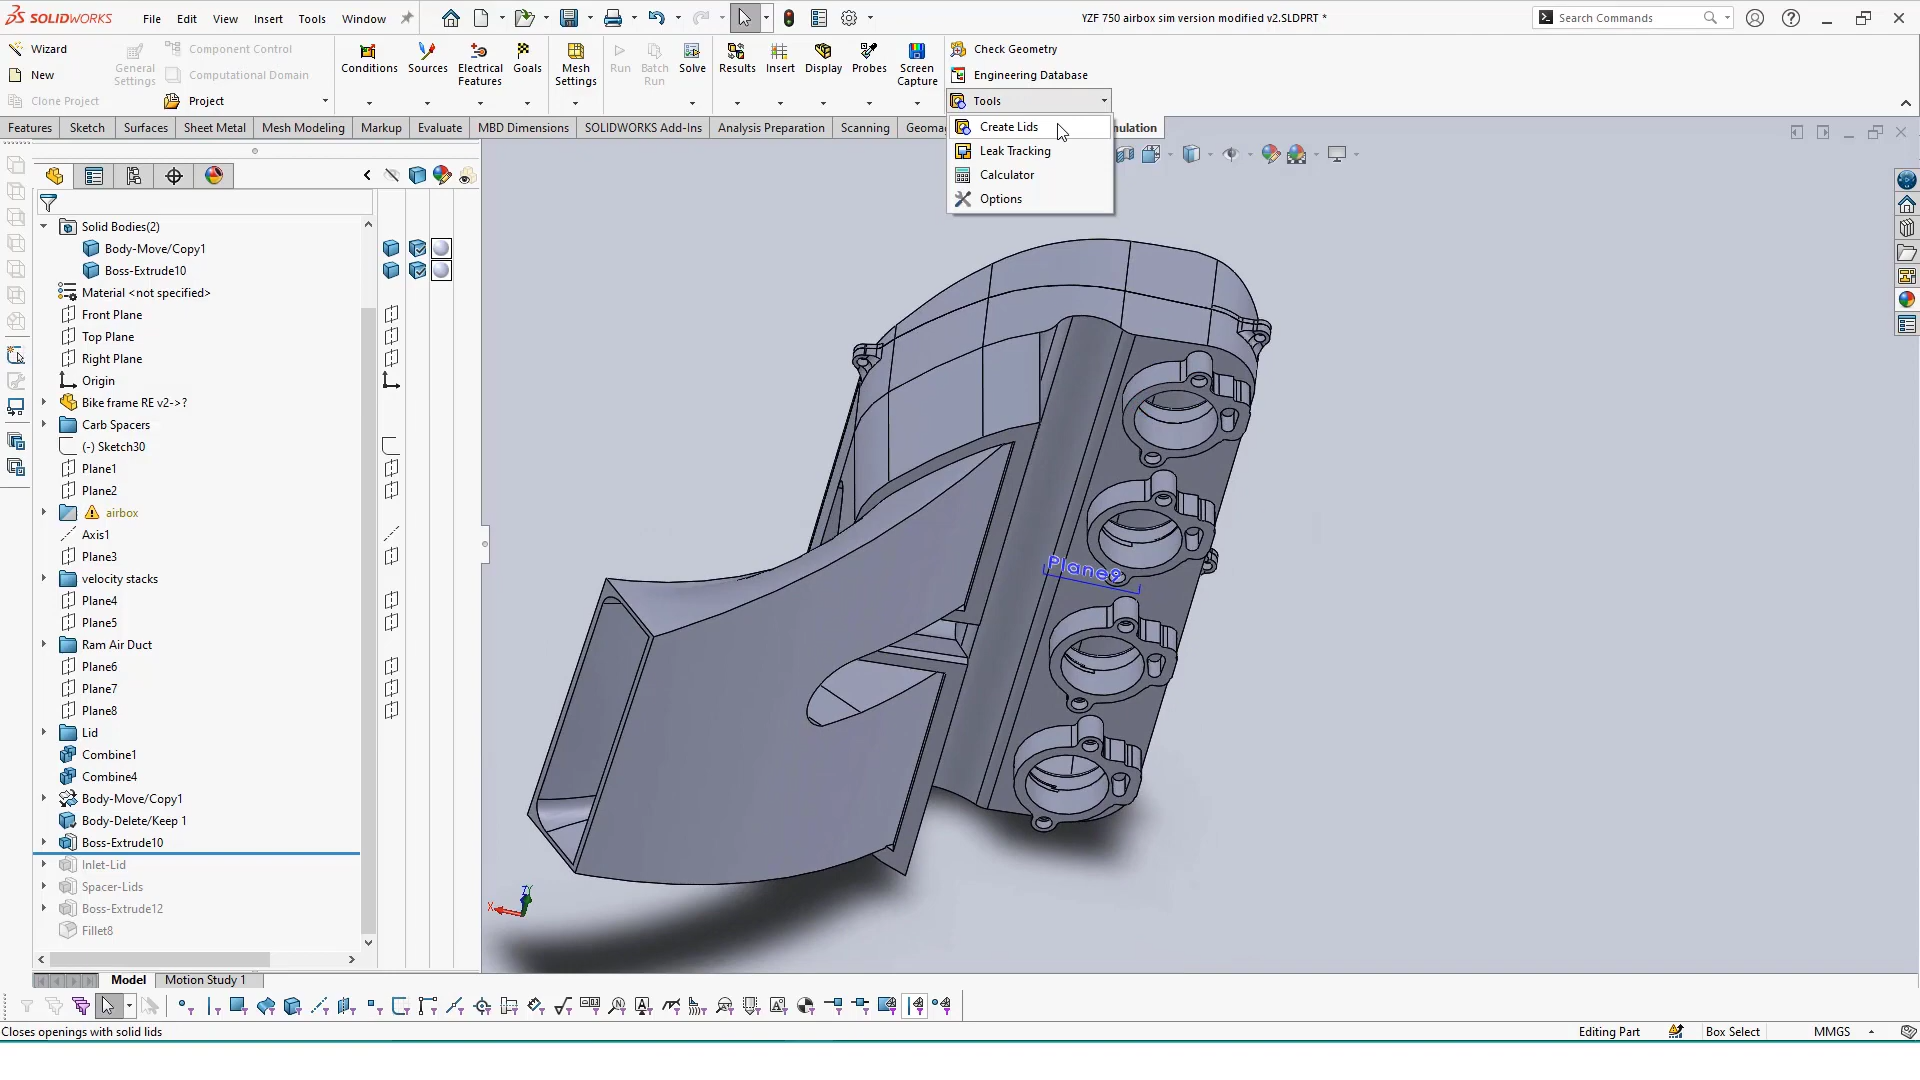 SOLIDWORKS File Edit View Insert Tools Window YZF 750 airbox sim version modified v2.SLDPRT * Search Commands
Wizard
New
Clone Project
General Settings
Component Control
Computational Domain
Project
Conditions
Sources
Electrical Features
Goals
Mesh Settings
Run
Batch Run
Solve
Results
Insert
Display
Probes
Screen Capture
Check Geometry
Engineering Database
Tools
Features Sketch Surfaces Sheet Metal Mesh Modeling Markup Evaluate MBD Dimensions SOLIDWORKS Add-Ins Analysis Preparation Scanning Geomag ulation
Create Lids
Leak Tracking
Calculator
Options
Solid Bodies(2)
Body-Move/Copy1
Boss-Extrude10
Material <not specified>
Front Plane
Top Plane
Right Plane
Origin
Bike frame RE v2->?
Carb Spacers
(-) Sketch30
Plane1
Plane2
airbox
Axis1
Plane3
velocity stacks
Plane4
Plane5
Ram Air Duct
Plane6
Plane7
Plane8
Lid
Combine1
Combine4
Body-Move/Copy1
Body-Delete/Keep 1
Boss-Extrude10
Inlet-Lid
Spacer-Lids
Boss-Extrude12
Fillet8
Plane9
X
Z
Model Motion Study 1
Closes openings with solid lids Editing Part Box Select MMGS